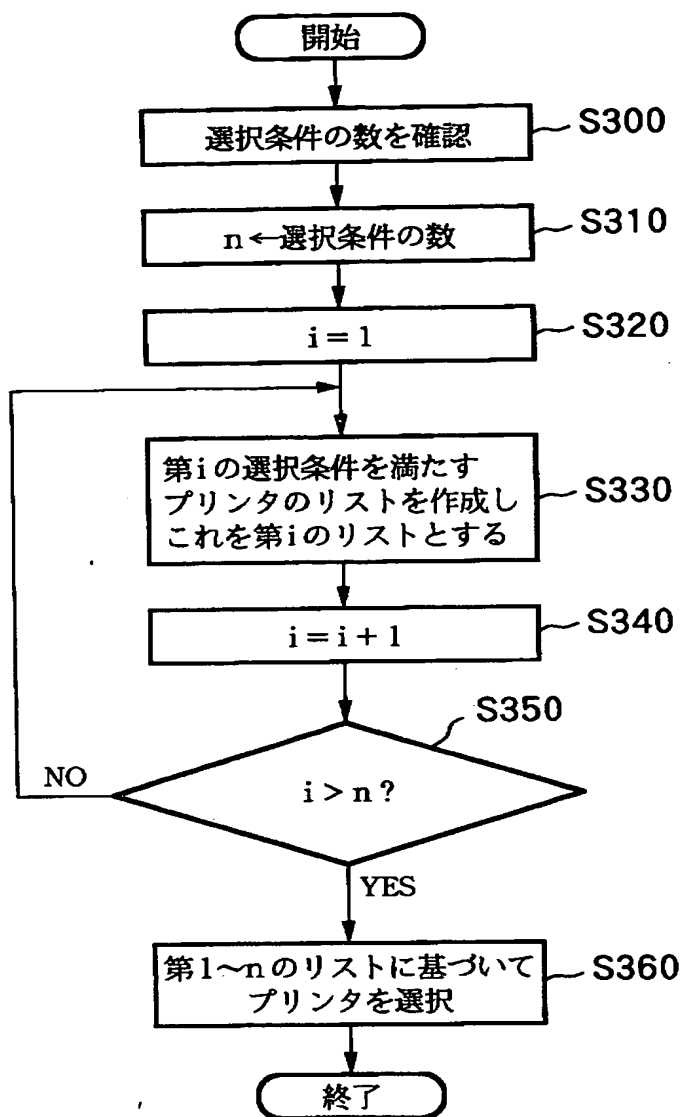 開始
選択条件の数を確認
S300
n←選択条件の数
S310
i=1
S320
第iの選択条件を満たす
プリンタのリストを作成し
これを第iのリストとする
S330
i=i+1
S340
S350
i>n?
NO
YES
第1~nのリストに基づいて
プリンタを選択
S360
終了